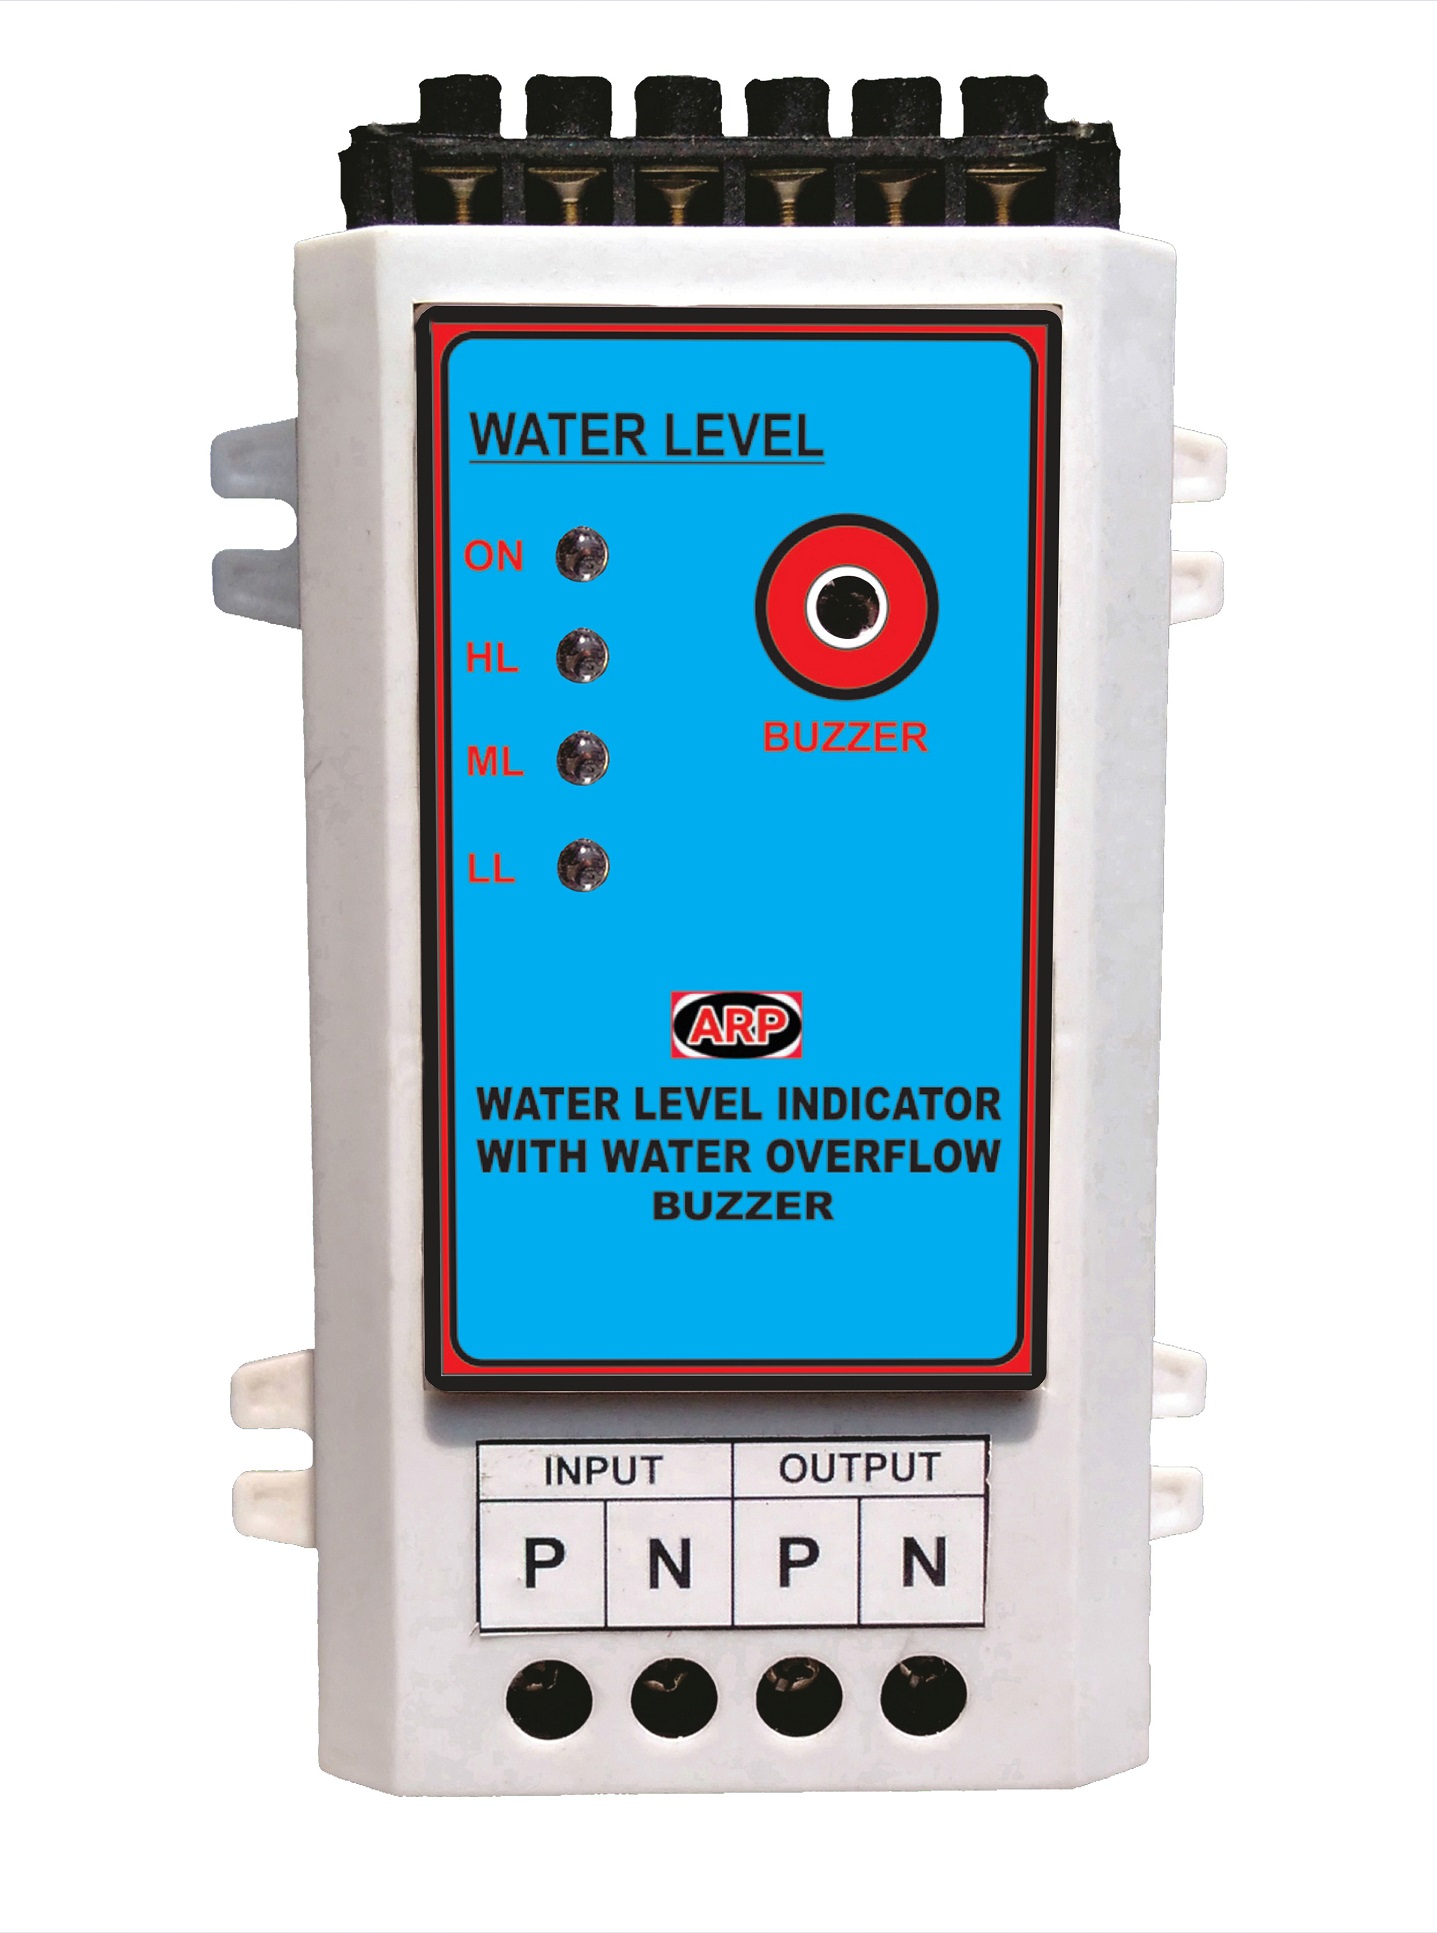 WATER LEVEL
ON
HL
BUZZER
ML
LL
ARP
WATER LEVEL INDICATOR
WITH WATER OVERFLOW
BUZZER
INPUT OUTPUT
P N P N